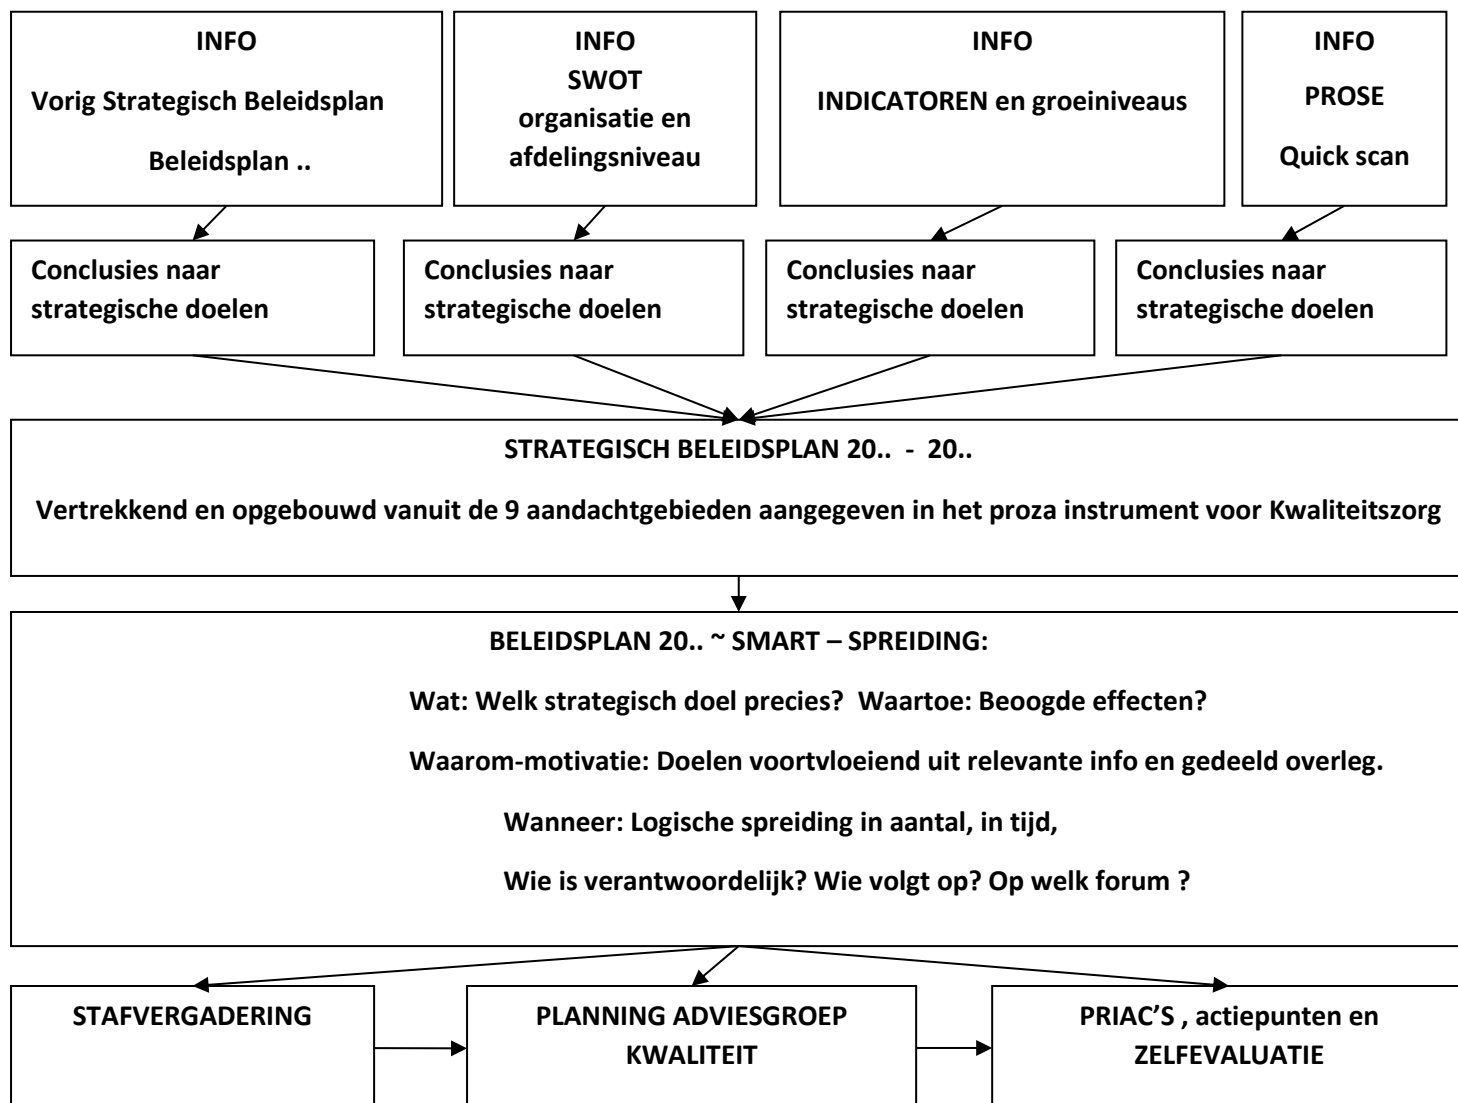 INFO
Vorig Strategisch Beleidsplan
Beleidsplan ..
INFO
SWOT
organisatie en
afdelingsniveau
INFO
INDICATOREN en groeiniveaus
INFO
PROSE
Quick scan
Conclusies naar
strategische doelen
Conclusies naar
strategische doelen
Conclusies naar
strategische doelen
Conclusies naar
strategische doelen
STRATEGISCH BELEIDSPLAN 20.. - 20..
Vertrekkend en opgebouwd vanuit de 9 aandachtgebieden aangegeven in het proza instrument voor Kwaliteitszorg
BELEIDSPLAN 20.. ~ SMART – SPREIDING:
Wat: Welk strategisch doel precies? Waartoe: Beoogde effecten?
Waarom-motivatie: Doelen voortvloeiend uit relevante info en gedeeld overleg.
Wanneer: Logische spreiding in aantal, in tijd,
Wie is verantwoordelijk? Wie volgt op? Op welk forum ?
STAFVERGADERING
PLANNING ADVIESGROEP
KWALITEIT
PRIAC’S , actiepunten en
ZELFEVALUATIE